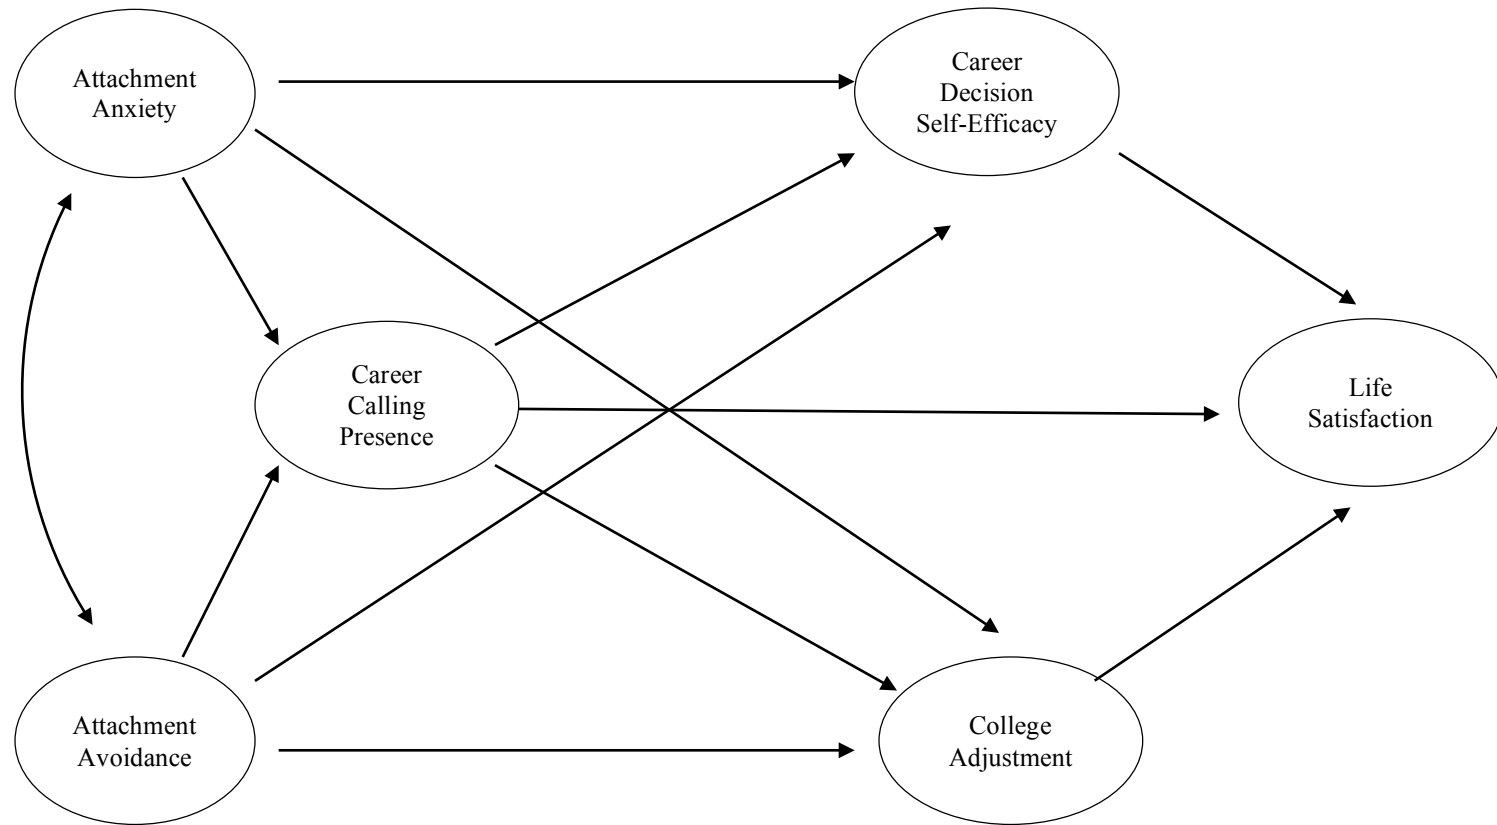 Attachment
Anxiety
Career
Decision
Self-Efficacy
Career
Calling
Presence
Life
Satisfaction
Attachment
Avoidance
College
Adjustment